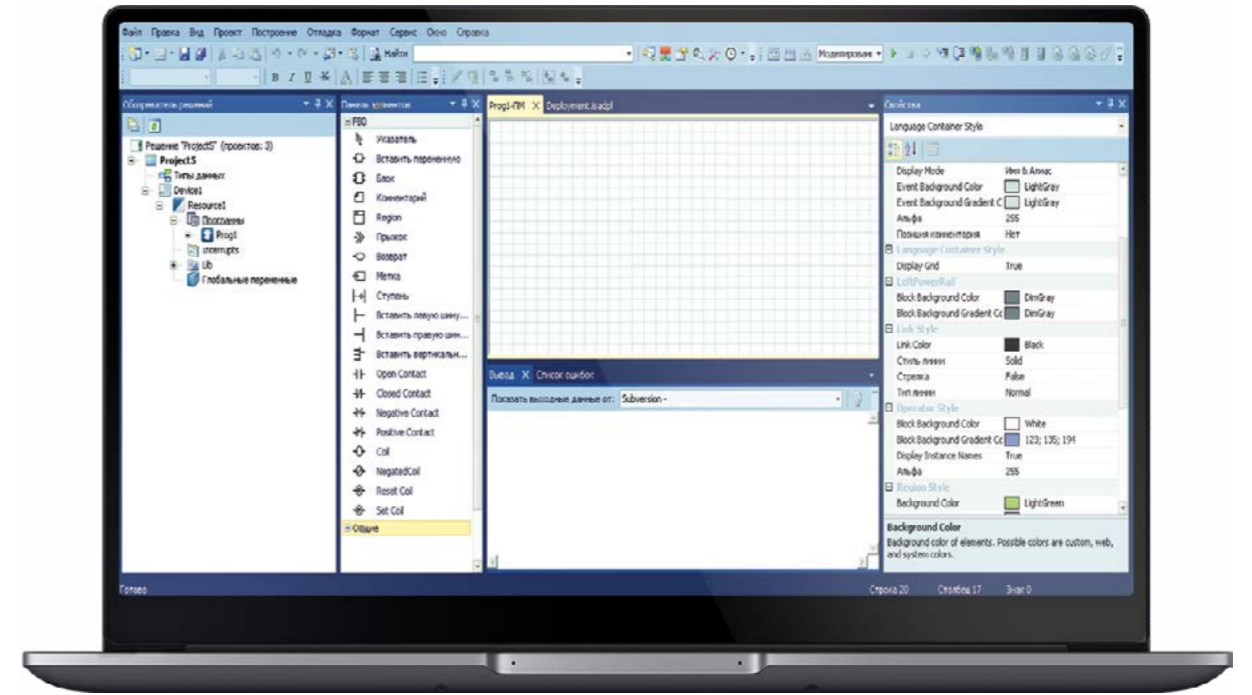 Файл Правка Вид Проект Построение Отладка Формат Сервис Окно Справка
Найти
Моделирован
B I U A
Обозреватель решений
Решение "Project5" (проектов: 3)
Project5
Типы данных
Device1
Resource1
Программы
Prog1
Interrupts
Lib
Глобальные переменные
Панель элементов
FBD
Указатель
Вставить переменную
Блок
Комментарий
Region
Прыжок
Возврат
Метка
Ступень
Вставить левую шину...
Вставить правую шин...
Вставить вертикальн...
Open Contact
Closed Contact
Negative Contact
Positive Contact
Coil
NegatedCoil
Reset Coil
Set Coil
Общие
Prog1-ПМ X Deployment.isadpl
Вывод X Список ошибок
Показать выходные данные от: Subversion -
Свойства
Language Container Style
Display Mode Имя & Алиас
Event Background Color LightGray
Event Background Gradient C LightGray
Альфа 255
Позиция комментария Нет
Language Container Style
Display Grid True
LeftPowerRail
Block Background Color DimGray
Block Background Gradient Cc DimGray
Link Style
Link Color Black
Стиль линии Solid
Стрелка False
Тип линии Normal
Operator Style
Block Background Color White
Block Background Gradient Cc 123; 135; 194
Display Instance Names True
Альфа 255
Region Style
Background Color LightGreen
Background Color
Background color of elements. Possible colors are custom, web,
and system colors.
Готово
Строка 20 Столбец 17 Знак 0